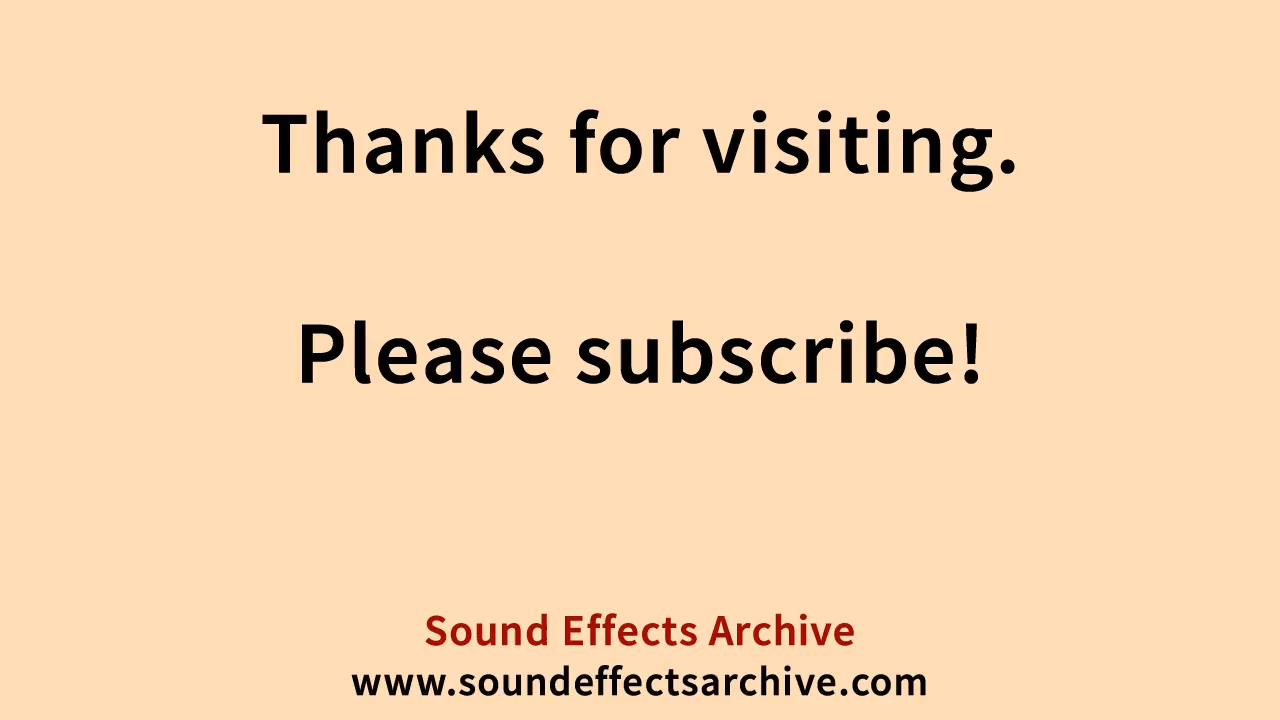 Thanks for visiting.
Please subscribe!
Sound Effects Archive
www.soundeffectsarchive.com